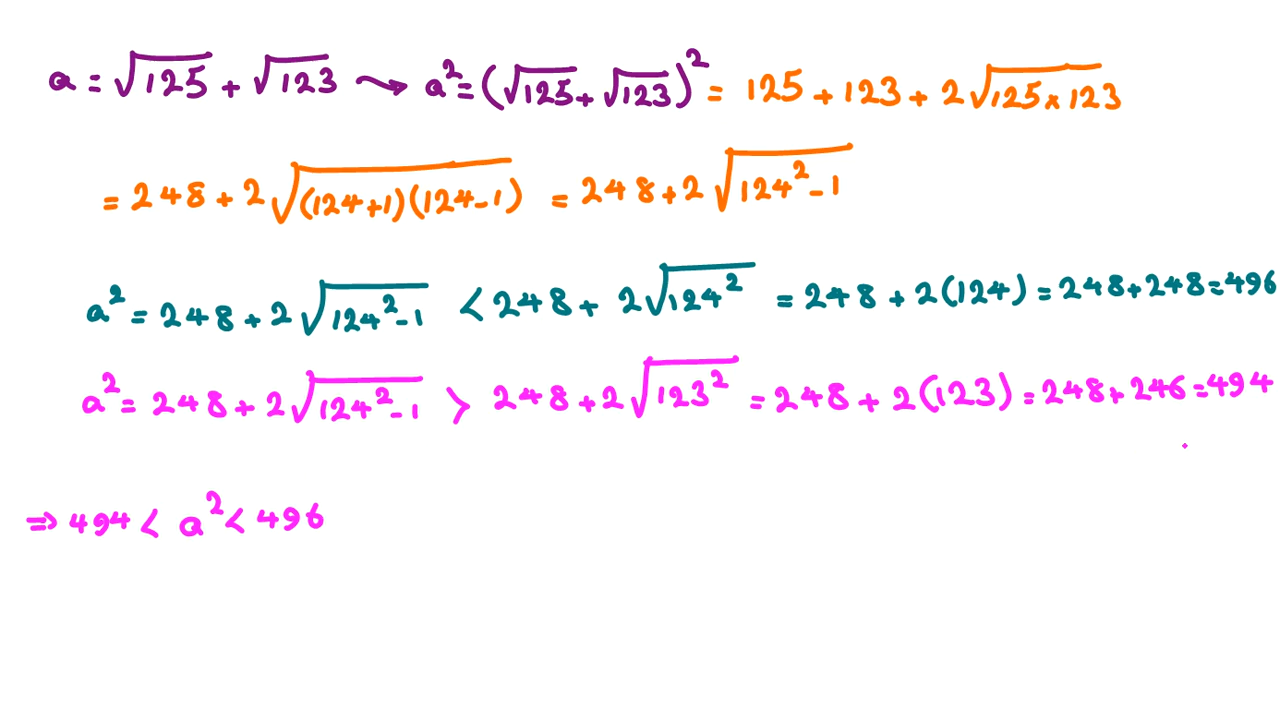 a = √125 + √123 ⇝ a² = (√125 + √123)² = 125 + 123 + 2√125×123
= 248 + 2√(124+1)(124-1) = 248 + 2√124²-1
a² = 248 + 2√124²-1 < 248 + 2√124² = 248 + 2(124) = 248+248=496
a² = 248 + 2√124²-1 > 248 + 2√123² = 248 + 2(123) = 248+246=494
⇒ 494 < a² < 496